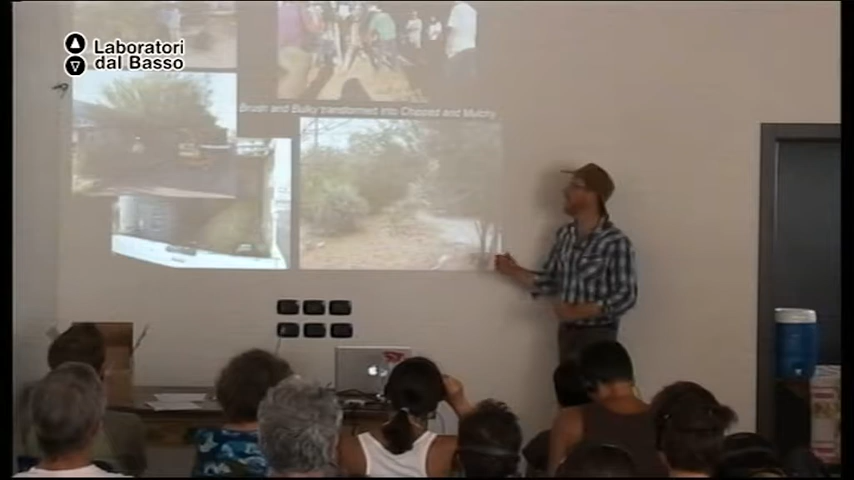 Laboratori
dal Basso
Brush and Bulky transformed into Chipped and Mulchy